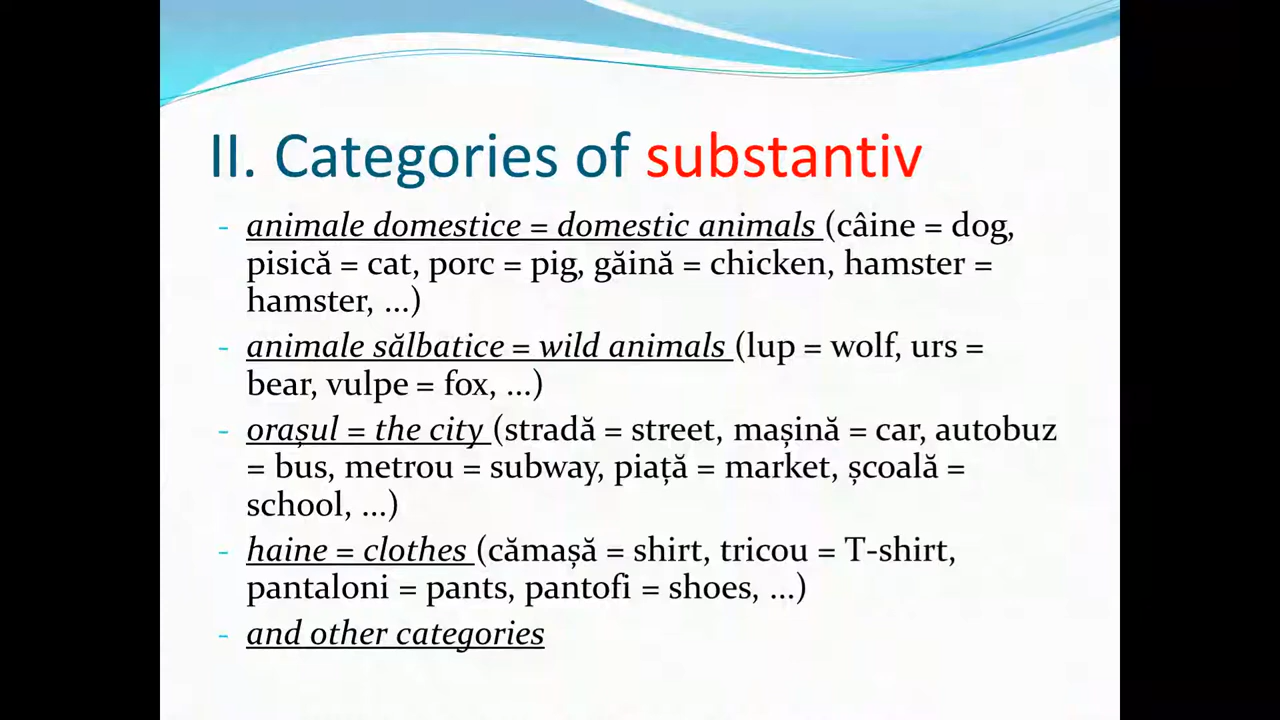 II. Categories of substantiv
- animale domestice = domestic animals (câine = dog,
pisică = cat, porc = pig, găină = chicken, hamster =
hamster, ...)
- animale sălbatice = wild animals (lup = wolf, urs =
bear, vulpe = fox, ...)
- orașul = the city (stradă = street, mașină = car, autobuz
= bus, metrou = subway, piață = market, școală =
school, ...)
- haine = clothes (cămașă = shirt, tricou = T-shirt,
pantaloni = pants, pantofi = shoes, ...)
- and other categories